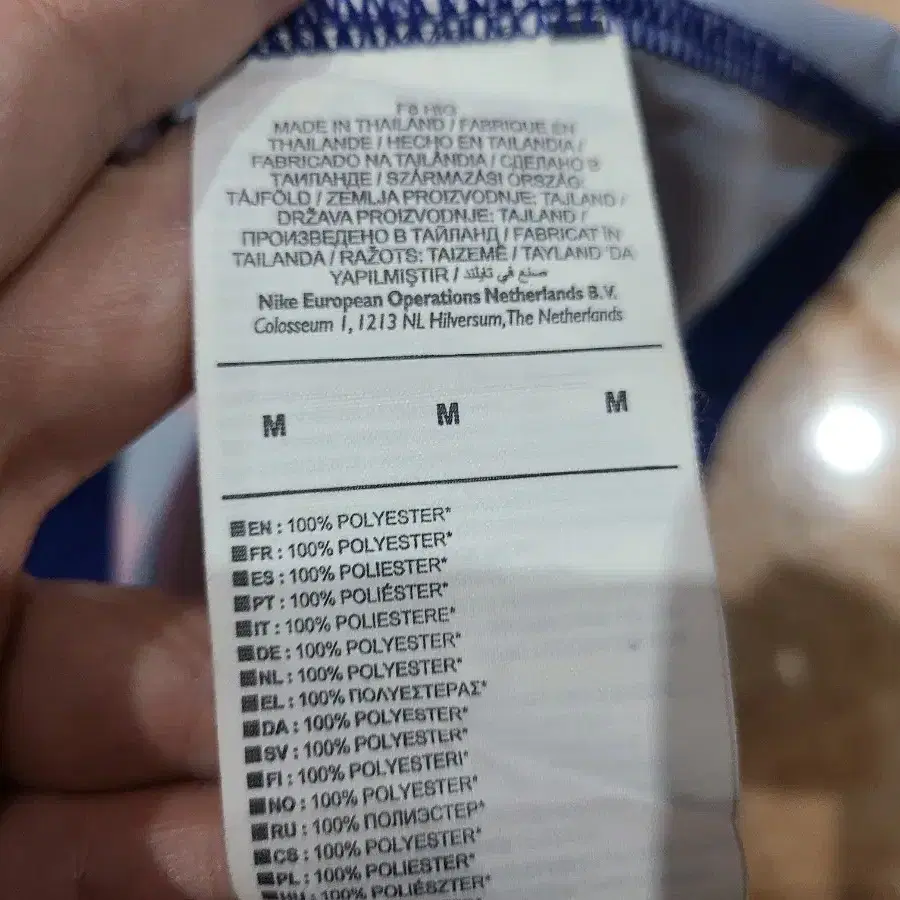 MADE IN THAILAND / FABRIQUE EN
THAILANDE / HECHO EN TAILANDIA /
FABRICADO NA TAILÂNDIA / СДЕЛАНО В
ТАИЛАНДЕ / SZÁRMAZÁSI ORSZÁG:
TÁJFÖLD / ZEMLJA PROIZVODNJE: TAJLAND /
DRŽAVA PROIZVODNJE: TAJLAND /
ПРОИЗВЕДЕНО В ТАЙЛАНД / FABRICAT ÎN
TAILANDA / RAŽOTS: TAIZEMĒ / TAYLAND 'DA
YAPILMIŞTIR / صنع في تايلند
Nike European Operations Netherlands B.V.
Colosseum 1, 1213 NL Hilversum, The Netherlands
M M M
EN : 100% POLYESTER*
FR : 100% POLYESTER*
ES : 100% POLIESTER*
PT : 100% POLIÉSTER*
IT : 100% POLIESTERE*
DE : 100% POLYESTER*
NL : 100% POLYESTER*
EL : 100% ΠΟΛΥΕΣΤΕΡΑΣ*
DA : 100% POLYESTER*
SV : 100% POLYESTER*
FI : 100% POLYESTERI*
NO : 100% POLYESTER*
RU : 100% ПОЛИЭСТЕР*
CS : 100% POLYESTER*
PL : 100% POLIESTER*
HU : 100% POLIÉSZTER*